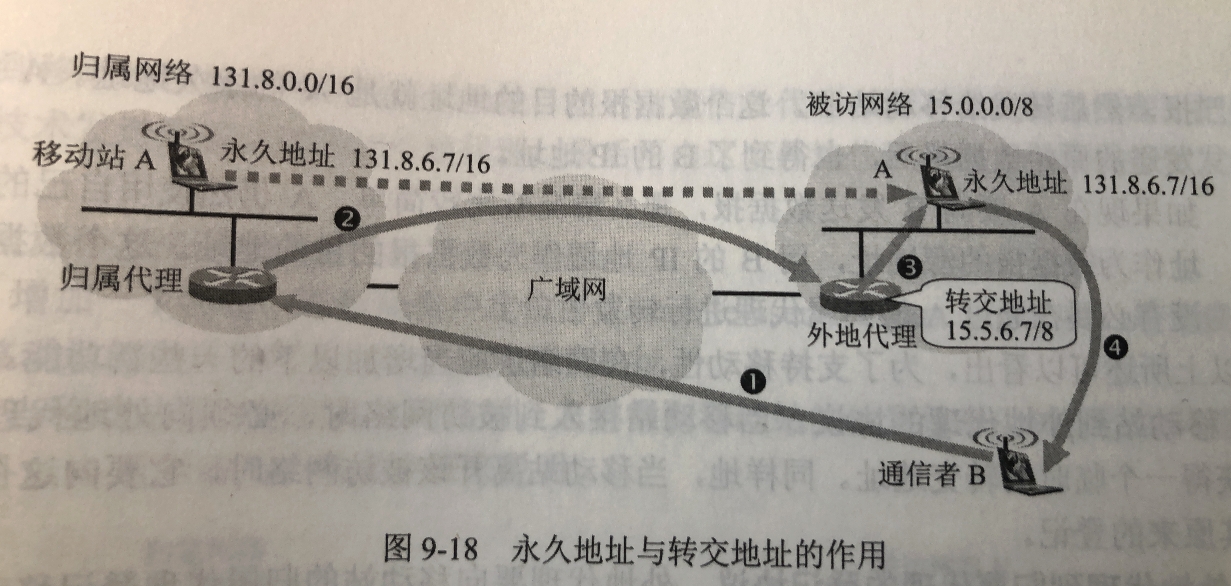 归属网络 131.8.0.0/16
被访网络 15.0.0.0/8
移动站 A
永久地址 131.8.6.7/16
A
永久地址 131.8.6.7/16
❷
归属代理
广域网
❸
转交地址
15.5.6.7/8
外地代理
❹
❶
通信者 B
图 9-18 永久地址与转交地址的作用